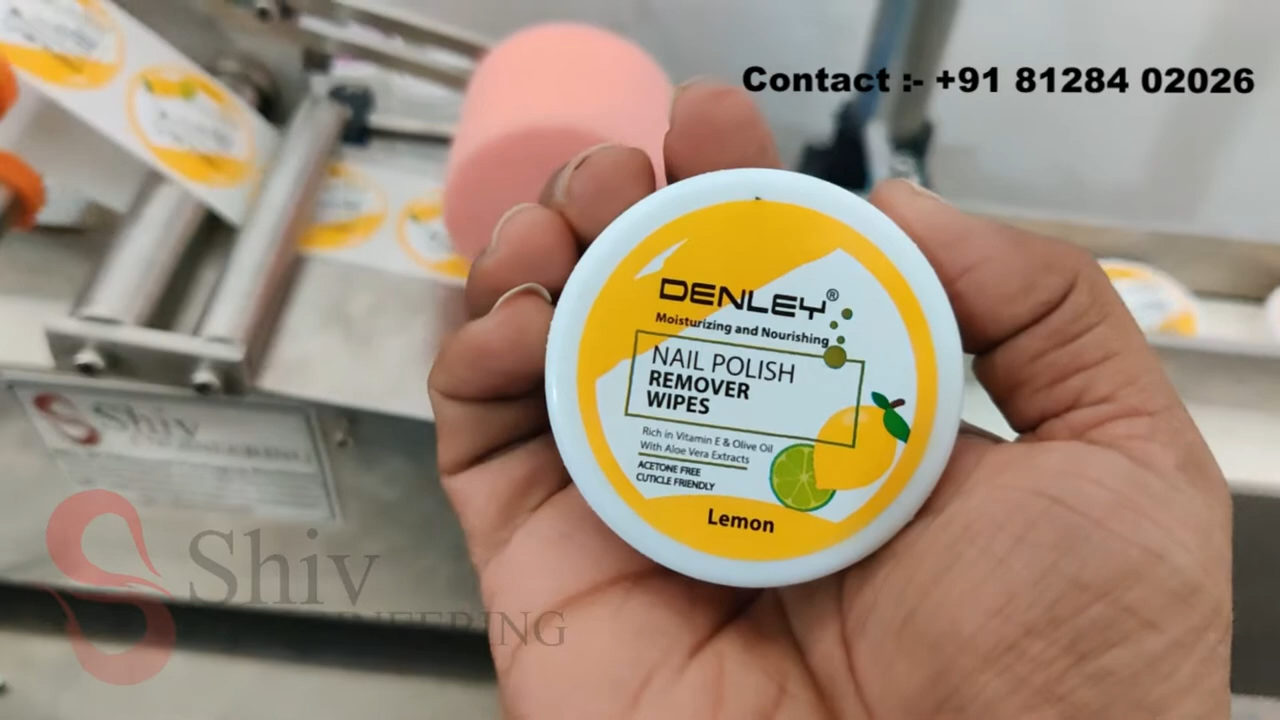 Contact :- +91 81284 02026
DENLEY®
Moisturizing and Nourishing
NAIL POLISH
REMOVER
WIPES
Rich in Vitamin E & Olive Oil
With Aloe Vera Extracts
ACETONE FREE
CUTICLE FRIENDLY
Lemon
Shiv
Shiv